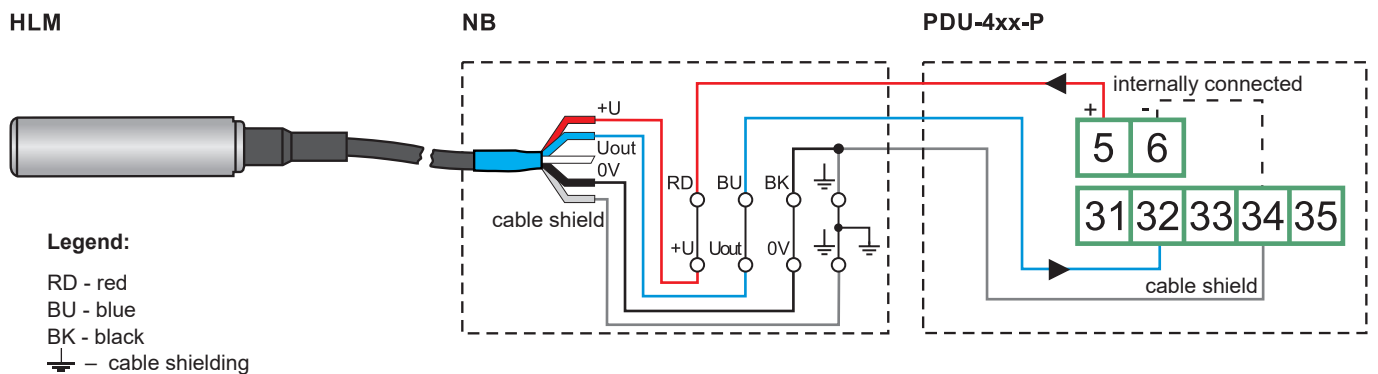 HLM
NB
PDU-4xx-P
+U
Uout
0V
cable shield
RD BU BK
+U Uout 0V
internally connected
+ -
5 6
31 32 33 34 35
cable shield
Legend:
RD - red
BU - blue
BK - black
– cable shielding